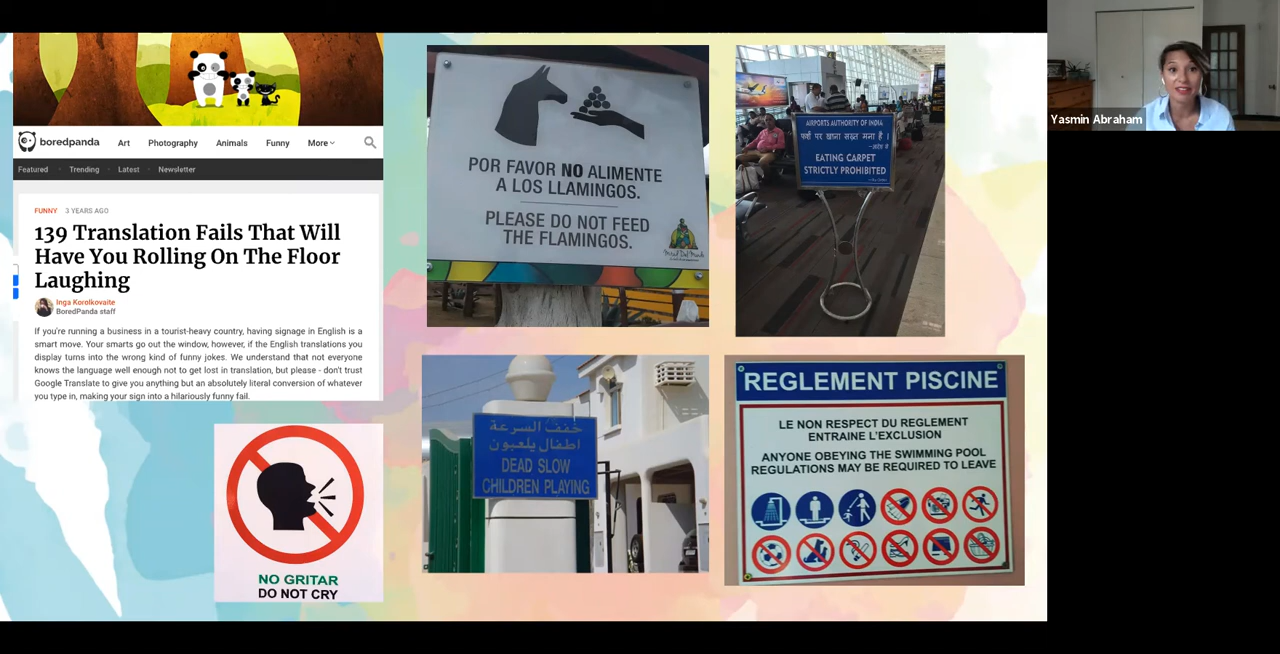 boredpanda
Art Photography Animals Funny More
Featured · Trending · Latest · Newsletter
FUNNY 3 YEARS AGO
139 Translation Fails That Will
Have You Rolling On The Floor
Laughing
Inga Korolkovaite
BoredPanda staff
If you're running a business in a tourist-heavy country, having signage in English is a
smart move. Your smarts go out the window, however, if the English translations you
display turns into the wrong kind of funny jokes. We understand that not everyone
knows the language well enough not to get lost in translation, but please - don't trust
Google Translate to give you anything but an absolutely literal conversion of whatever
you type in, making your sign into a hilariously funny fail.
NO GRITAR
DO NOT CRY
POR FAVOR NO ALIMENTE
A LOS LLAMINGOS.
PLEASE DO NOT FEED
THE FLAMINGOS.
AIRPORTS AUTHORITY OF INDIA
फर्श पर खाना सख्त मना है ।
EATING CARPET
STRICTLY PROHIBITED
خفف السرعة
اطفال يلعبون
DEAD SLOW
CHILDREN PLAYING
REGLEMENT PISCINE
LE NON RESPECT DU REGLEMENT
ENTRAINE L'EXCLUSION
ANYONE OBEYING THE SWIMMING POOL
REGULATIONS MAY BE REQUIRED TO LEAVE
Yasmin Abraham